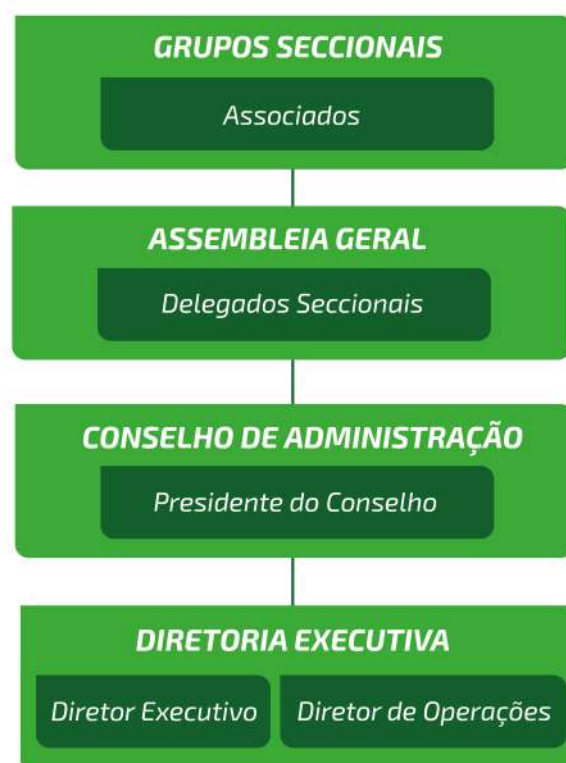 GRUPOS SECCIONAIS
Associados
ASSEMBLEIA GERAL
Delegados Seccionais
CONSELHO DE ADMINISTRAÇÃO
Presidente do Conselho
DIRETORIA EXECUTIVA
Diretor Executivo
Diretor de Operações